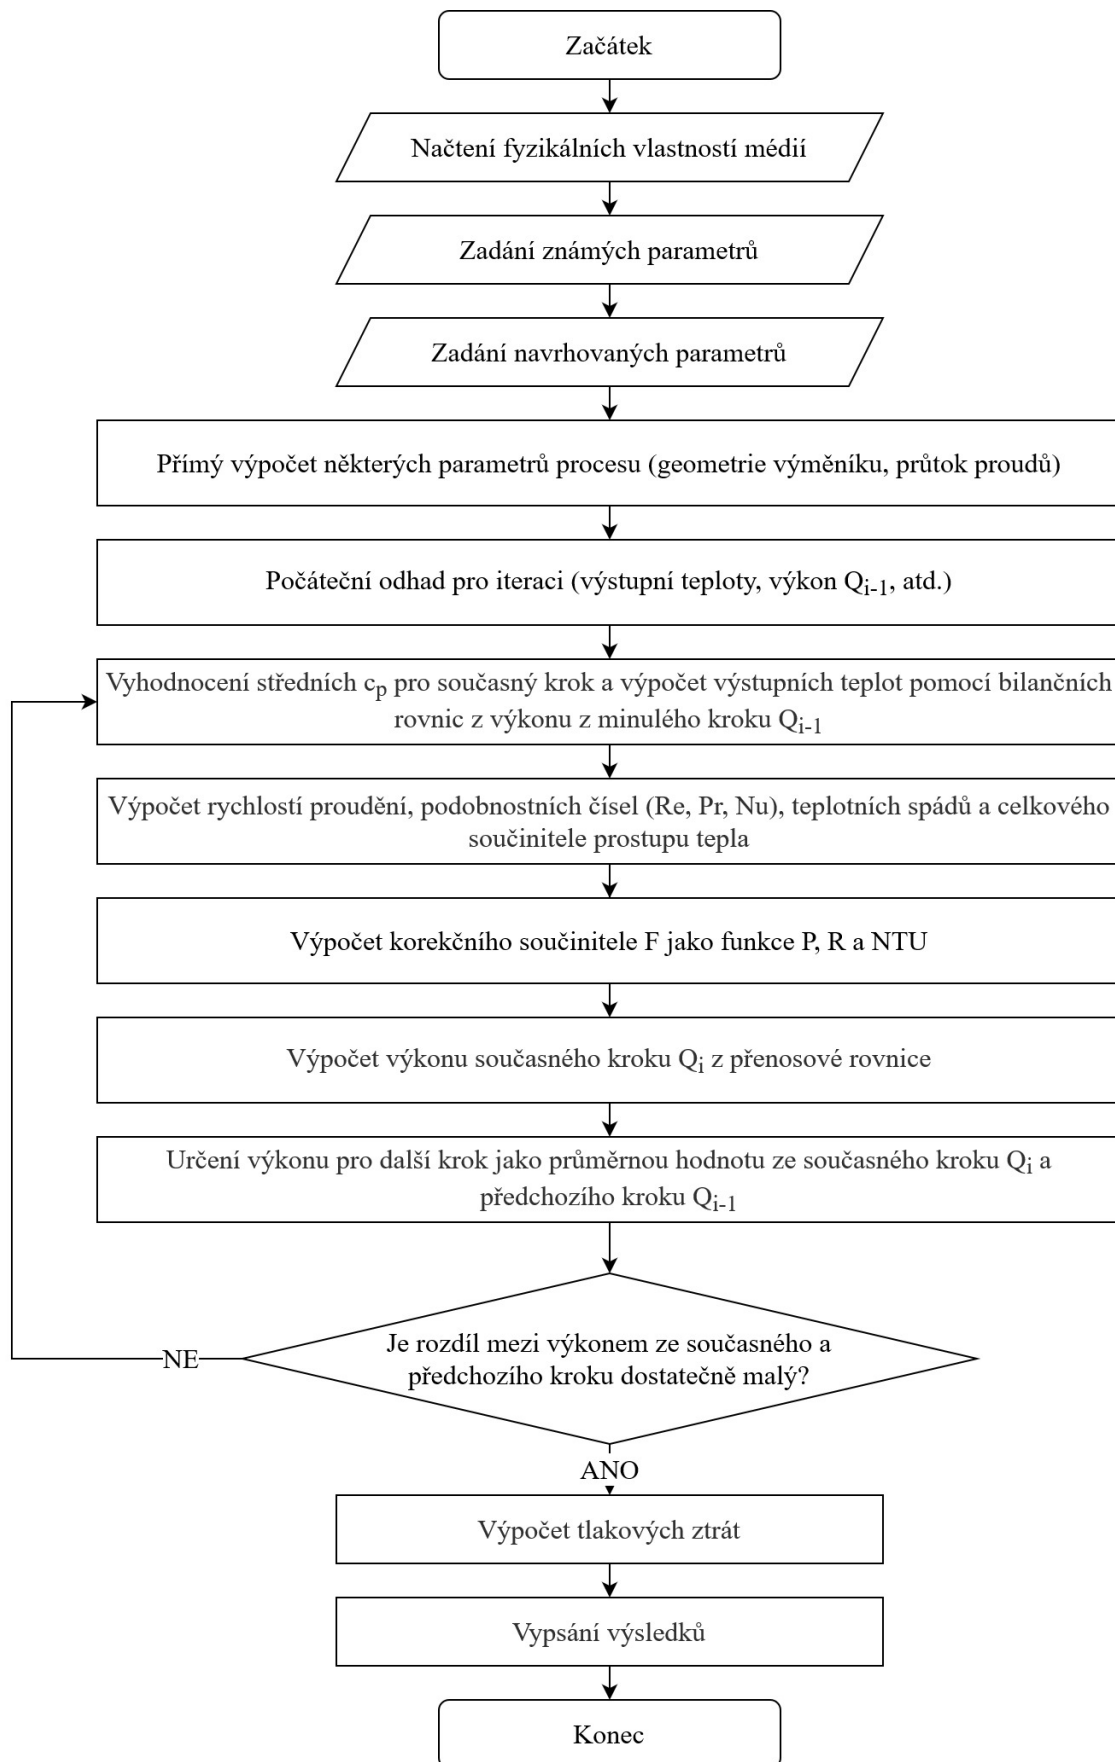 Začátek
Načtení fyzikálních vlastností médií
Zadání známých parametrů
Zadání navrhovaných parametrů
Přímý výpočet některých parametrů procesu (geometrie výměníku, průtok proudů)
Počáteční odhad pro iteraci (výstupní teploty, výkon Qi-1, atd.)
Vyhodnocení středních cp pro současný krok a výpočet výstupních teplot pomocí bilančních
rovnic z výkonu z minulého kroku Qi-1
Výpočet rychlostí proudění, podobnostních čísel (Re, Pr, Nu), teplotních spádů a celkového
součinitele prostupu tepla
Výpočet korekčního součinitele F jako funkce P, R a NTU
Výpočet výkonu současného kroku Qi z přenosové rovnice
Určení výkonu pro další krok jako průměrnou hodnotu ze současného kroku Qi a
předchozího kroku Qi-1
Je rozdíl mezi výkonem ze současného a
předchozího kroku dostatečně malý?
NE
ANO
Výpočet tlakových ztrát
Vypsání výsledků
Konec